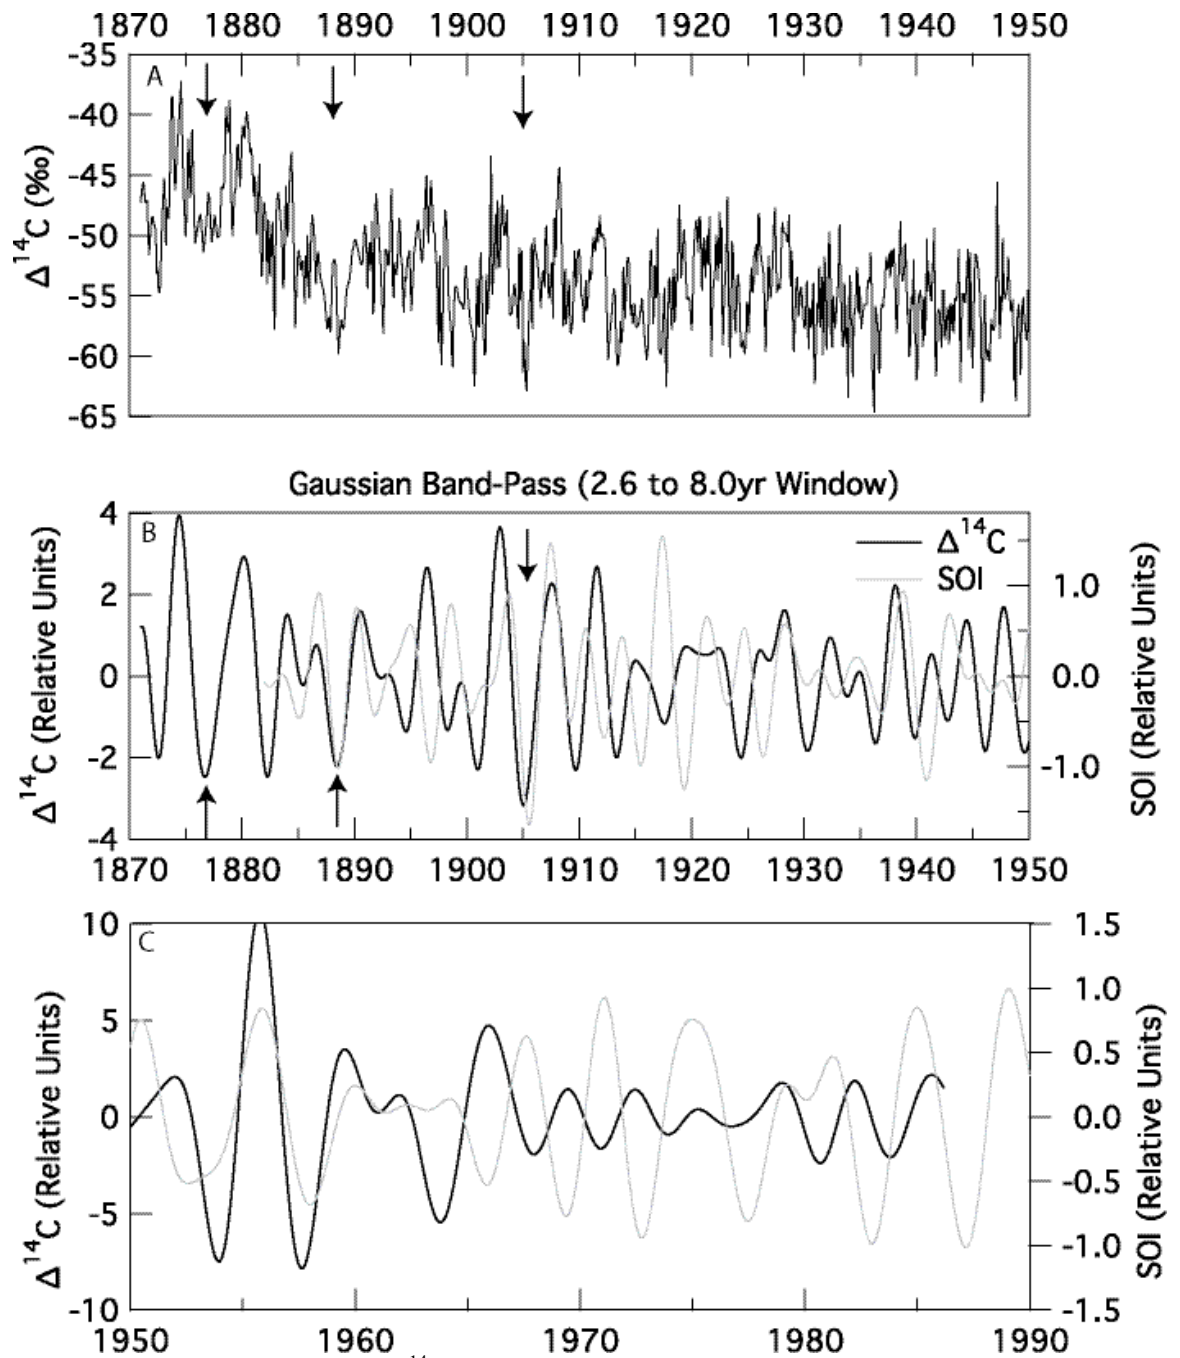 1870 1880 1890 1900 1910 1920 1930 1940 1950
A
-35
-40
-45
-50
-55
-60
-65
Δ¹⁴C (‰)
Gaussian Band-Pass (2.6 to 8.0yr Window)
B
4
2
0
-2
-4
Δ¹⁴C (Relative Units)
Δ¹⁴C
SOI
1.0
0.0
-1.0
SOI (Relative Units)
1870 1880 1890 1900 1910 1920 1930 1940 1950
C
10
5
0
-5
-10
Δ¹⁴C (Relative Units)
1.5
1.0
0.5
0.0
-0.5
-1.0
-1.5
SOI (Relative Units)
1950 1960 1970 1980 1990